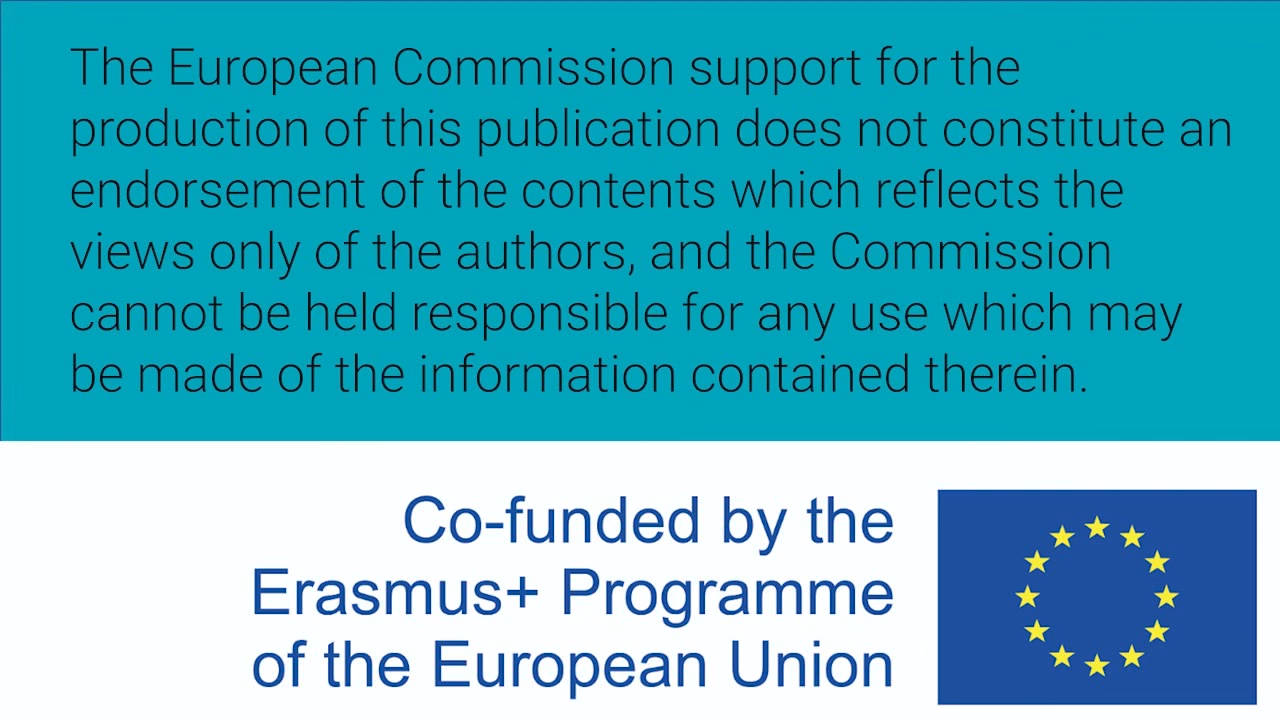 The European Commission support for the
production of this publication does not constitute an
endorsement of the contents which reflects the
views only of the authors, and the Commission
cannot be held responsible for any use which may
be made of the information contained therein.
Co-funded by the
Erasmus+ Programme
of the European Union